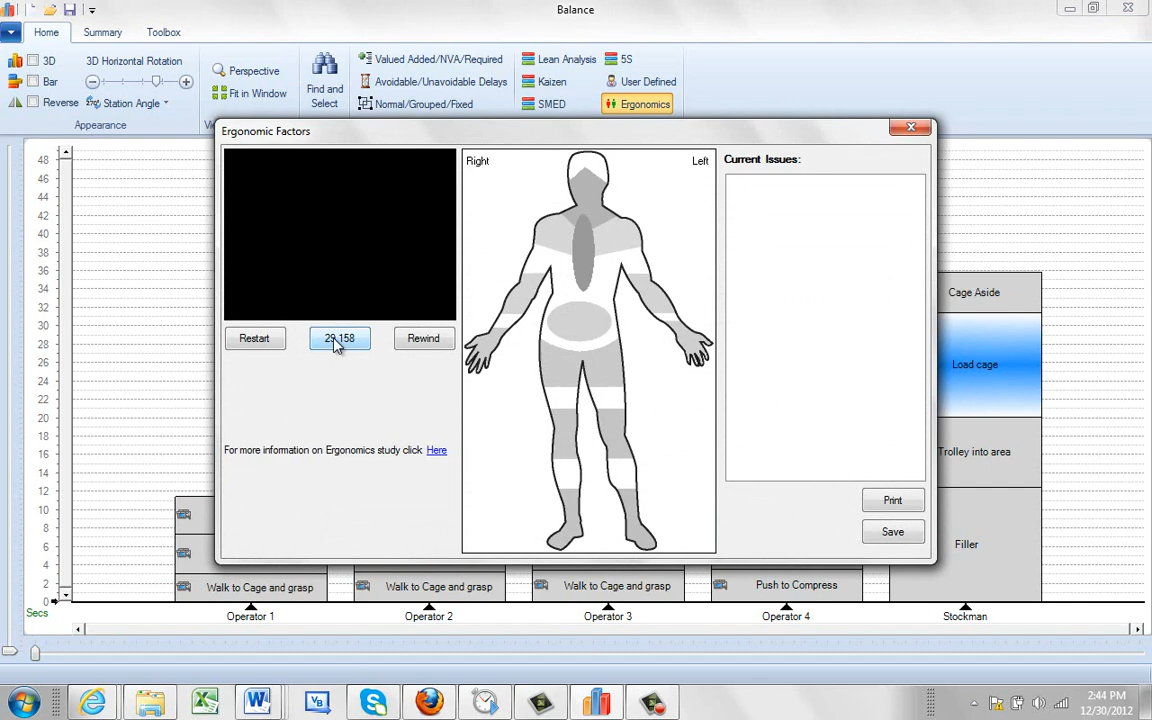 Balance
Home Summary Toolbox
3D 3D Horizontal Rotation
Bar
Reverse Station Angle
Appearance
Perspective
Fit in Window
Find and
Select
Valued Added/NVA/Required
Avoidable/Unavoidable Delays
Normal/Grouped/Fixed
Lean Analysis
Kaizen
SMED
5S
User Defined
Ergonomics
Ergonomic Factors
Right Left
Current Issues:
Restart 29.158 Rewind
For more information on Ergonomics study click Here
Print
Save
48
46
44
42
40
38
36
34
32
30
28
26
24
22
20
18
16
14
12
10
8
6
4
2
0
Secs
Cage Aside
Load cage
Trolley into area
Filler
Walk to Cage and grasp
Walk to Cage and grasp
Walk to Cage and grasp
Push to Compress
Operator 1 Operator 2 Operator 3 Operator 4 Stockman
2:44 PM
12/30/2012